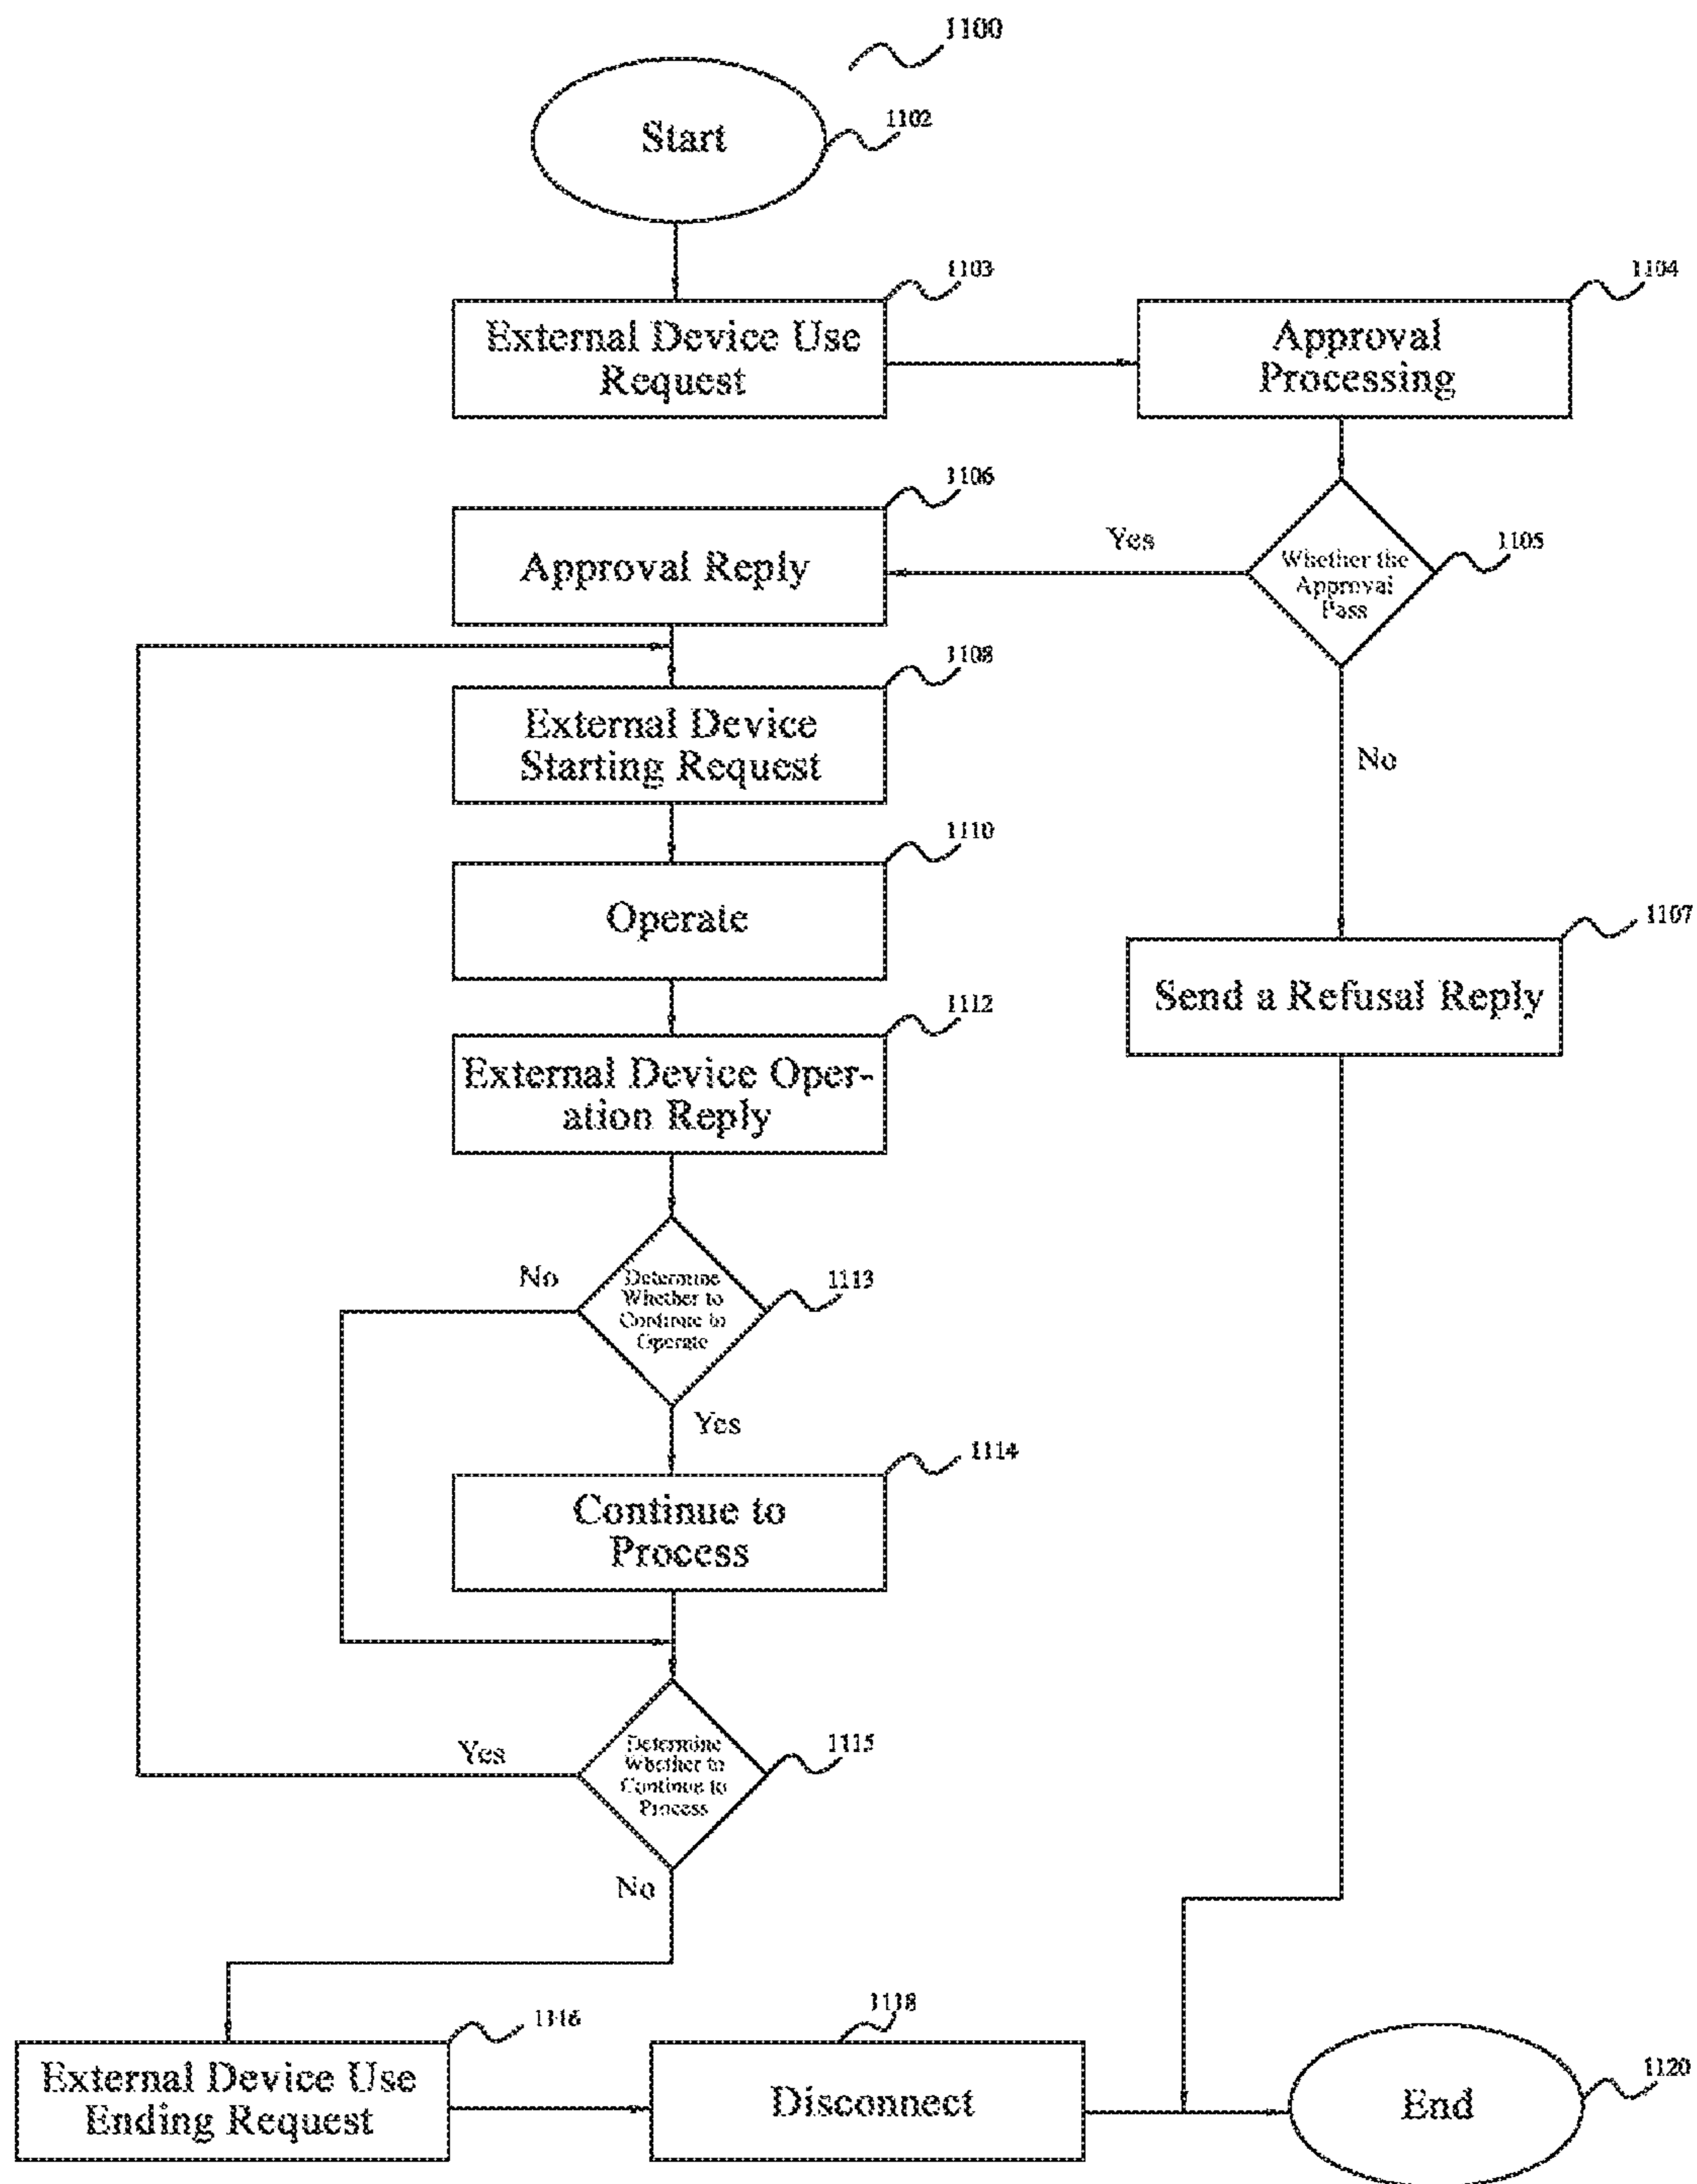 1100
Start
1102
1103
External Device Use
Request
1104
Approval
Processing
1106
Approval Reply
Yes
Whether the
Approval
Pass
1105
1108
External Device
Starting Request
No
1110
Operate
1107
Send a Refusal Reply
1112
External Device Oper-
ation Reply
No
Determine
Whether to
Continue to
Operate
1113
Yes
1114
Continue to
Process
Yes
Determine
Whether to
Continue to
Process
1115
No
1116
External Device Use
Ending Request
1118
Disconnect
End
1120